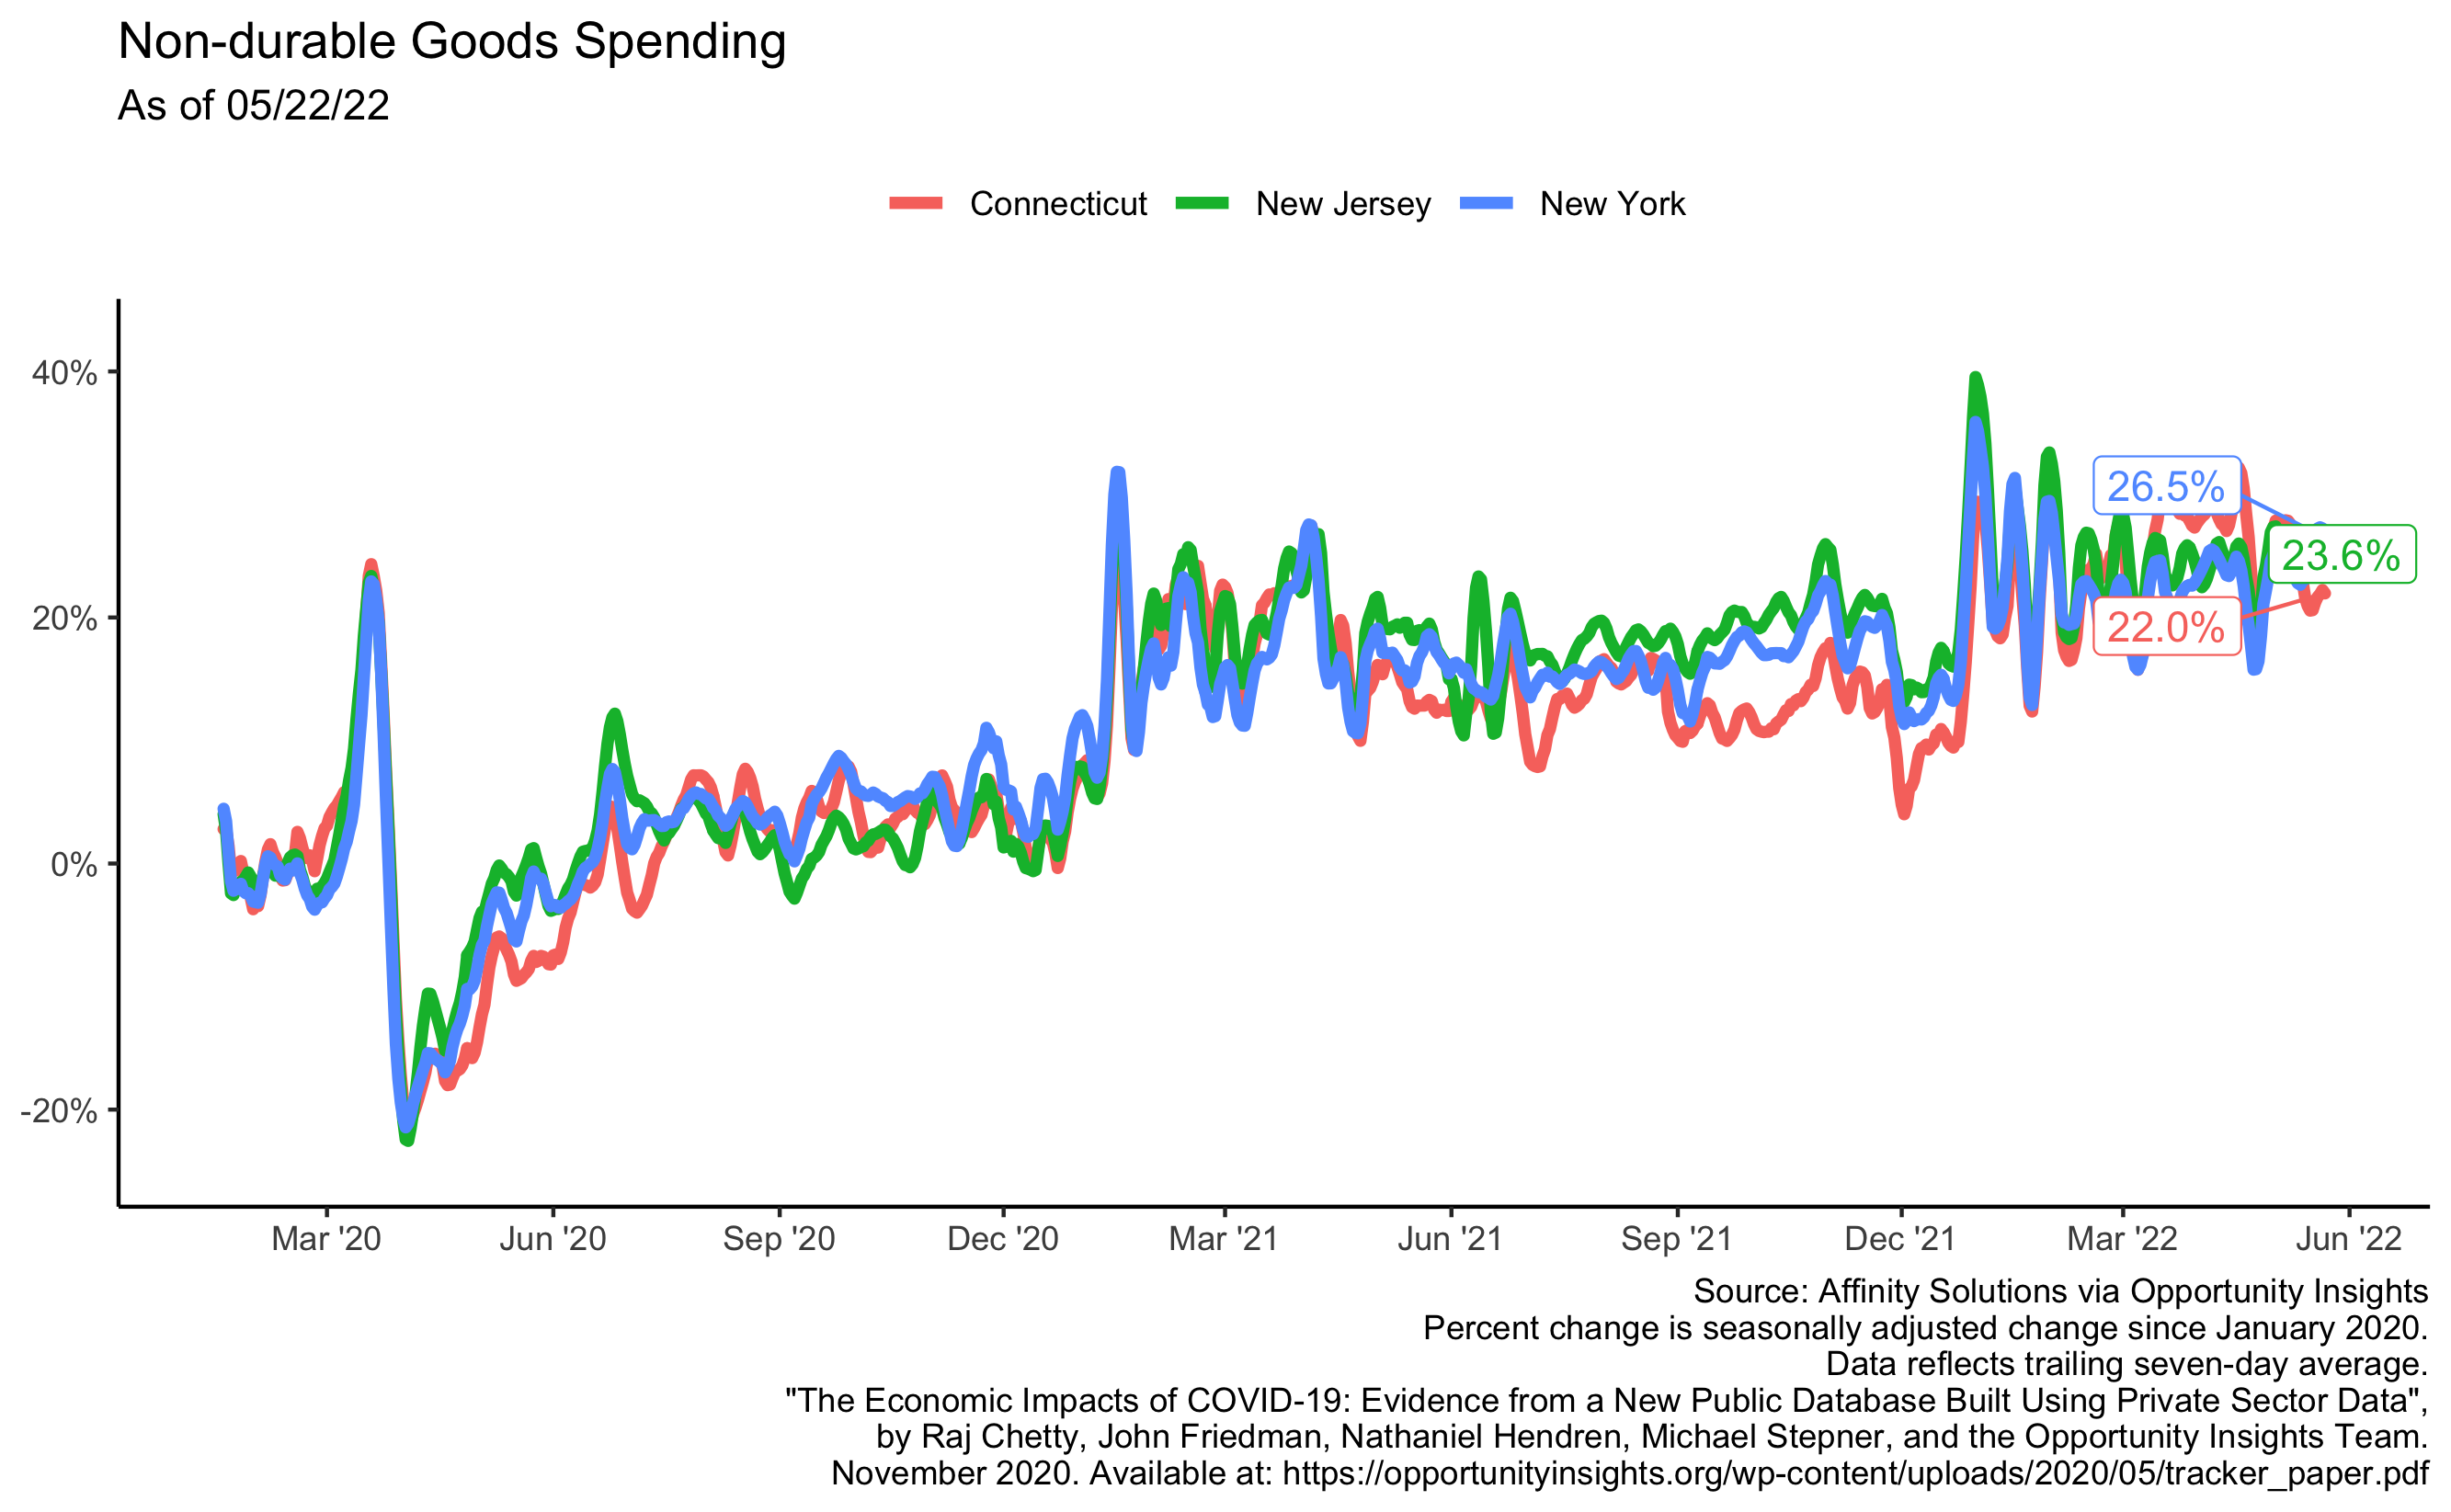 Non-durable Goods Spending
As of 05/22/22
Connecticut New Jersey New York
40%
20%
0%
-20%
26.5%
23.6%
22.0%
Mar '20 Jun '20 Sep '20 Dec '20 Mar '21 Jun '21 Sep '21 Dec '21 Mar '22 Jun '22
Source: Affinity Solutions via Opportunity Insights
Percent change is seasonally adjusted change since January 2020.
Data reflects trailing seven-day average.
"The Economic Impacts of COVID-19: Evidence from a New Public Database Built Using Private Sector Data",
by Raj Chetty, John Friedman, Nathaniel Hendren, Michael Stepner, and the Opportunity Insights Team.
November 2020. Available at: https://opportunityinsights.org/wp-content/uploads/2020/05/tracker_paper.pdf